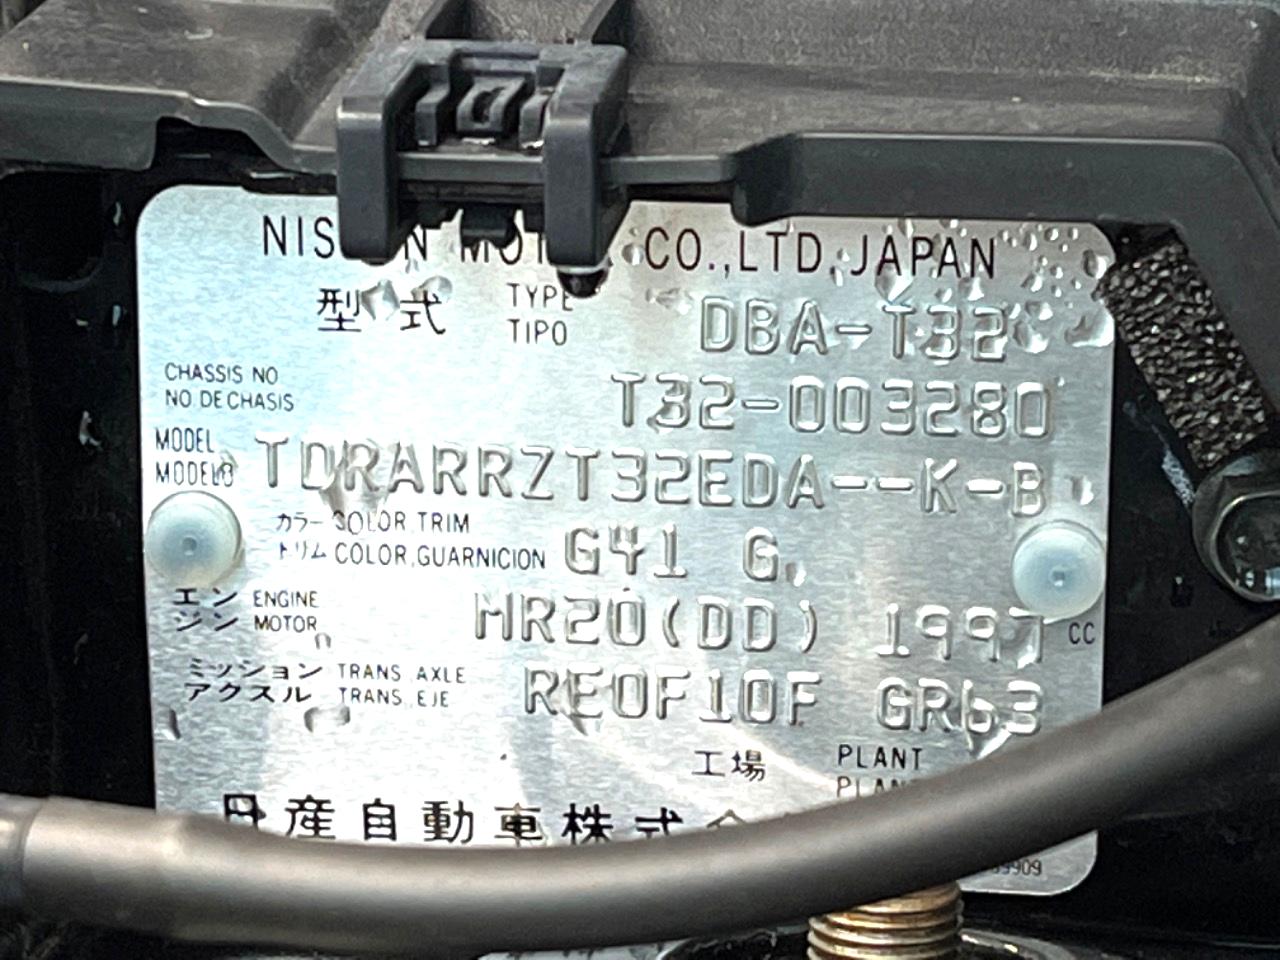 CO.,LTD, JAPAN
型式 TYPE DBA-T32
TIPO
CHASSIS NO T32-003280
NO DE CHASIS
MODEL TDRARRZT32EDA--K-B
MODELO
カラー COLOR, TRIM G41 G
トリム COLOR, GUARNICION
エン ENGINE MR20(DD) 1997 CC
ジン MOTOR
ミッション TRANS. AXLE RE0F10F GR63
アクスル TRANS. EJE
工場 PLANT
日産自動車株式